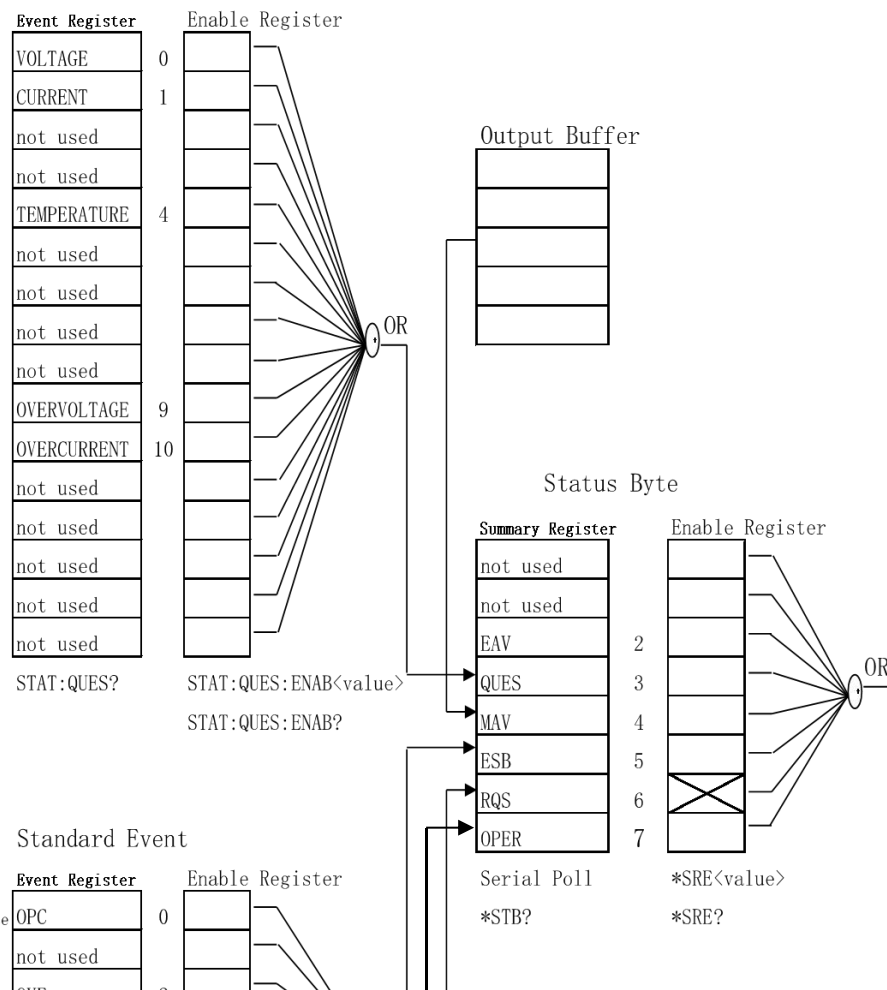 Event Register
Enable Register
VOLTAGE 0
CURRENT 1
not used
not used
TEMPERATURE 4
not used
not used
not used
not used
OVERVOLTAGE 9
OVERCURRENT 10
not used
not used
not used
not used
not used
STAT:QUES?
STAT:QUES:ENAB<value>
STAT:QUES:ENAB?
OR
Output Buffer
Status Byte
Summary Register
Enable Register
not used
not used
EAV 2
QUES 3
MAV 4
ESB 5
RQS 6
OPER 7
OR
Serial Poll
*STB?
*SRE<value>
*SRE?
Standard Event
Event Register
Enable Register
e OPC 0
not used